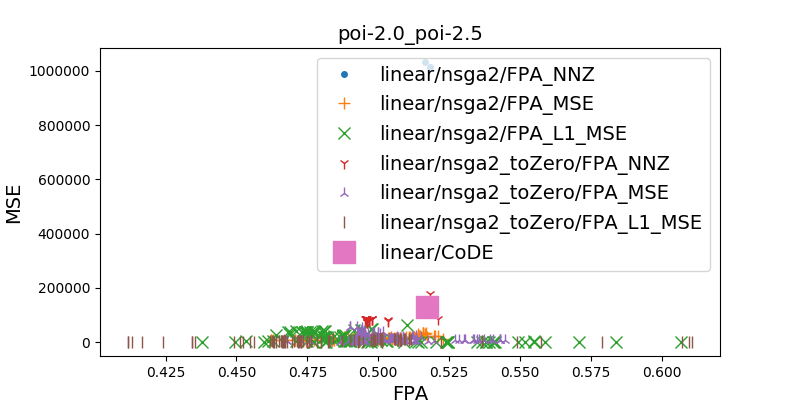 poi-2.0_poi-2.5
1000000
800000
600000
400000
200000
0
MSE
linear/nsga2/FPA_NNZ
linear/nsga2/FPA_MSE
linear/nsga2/FPA_L1_MSE
linear/nsga2_toZero/FPA_NNZ
linear/nsga2_toZero/FPA_MSE
linear/nsga2_toZero/FPA_L1_MSE
linear/CoDE
0.425 0.450 0.475 0.500 0.525 0.550 0.575 0.600
FPA